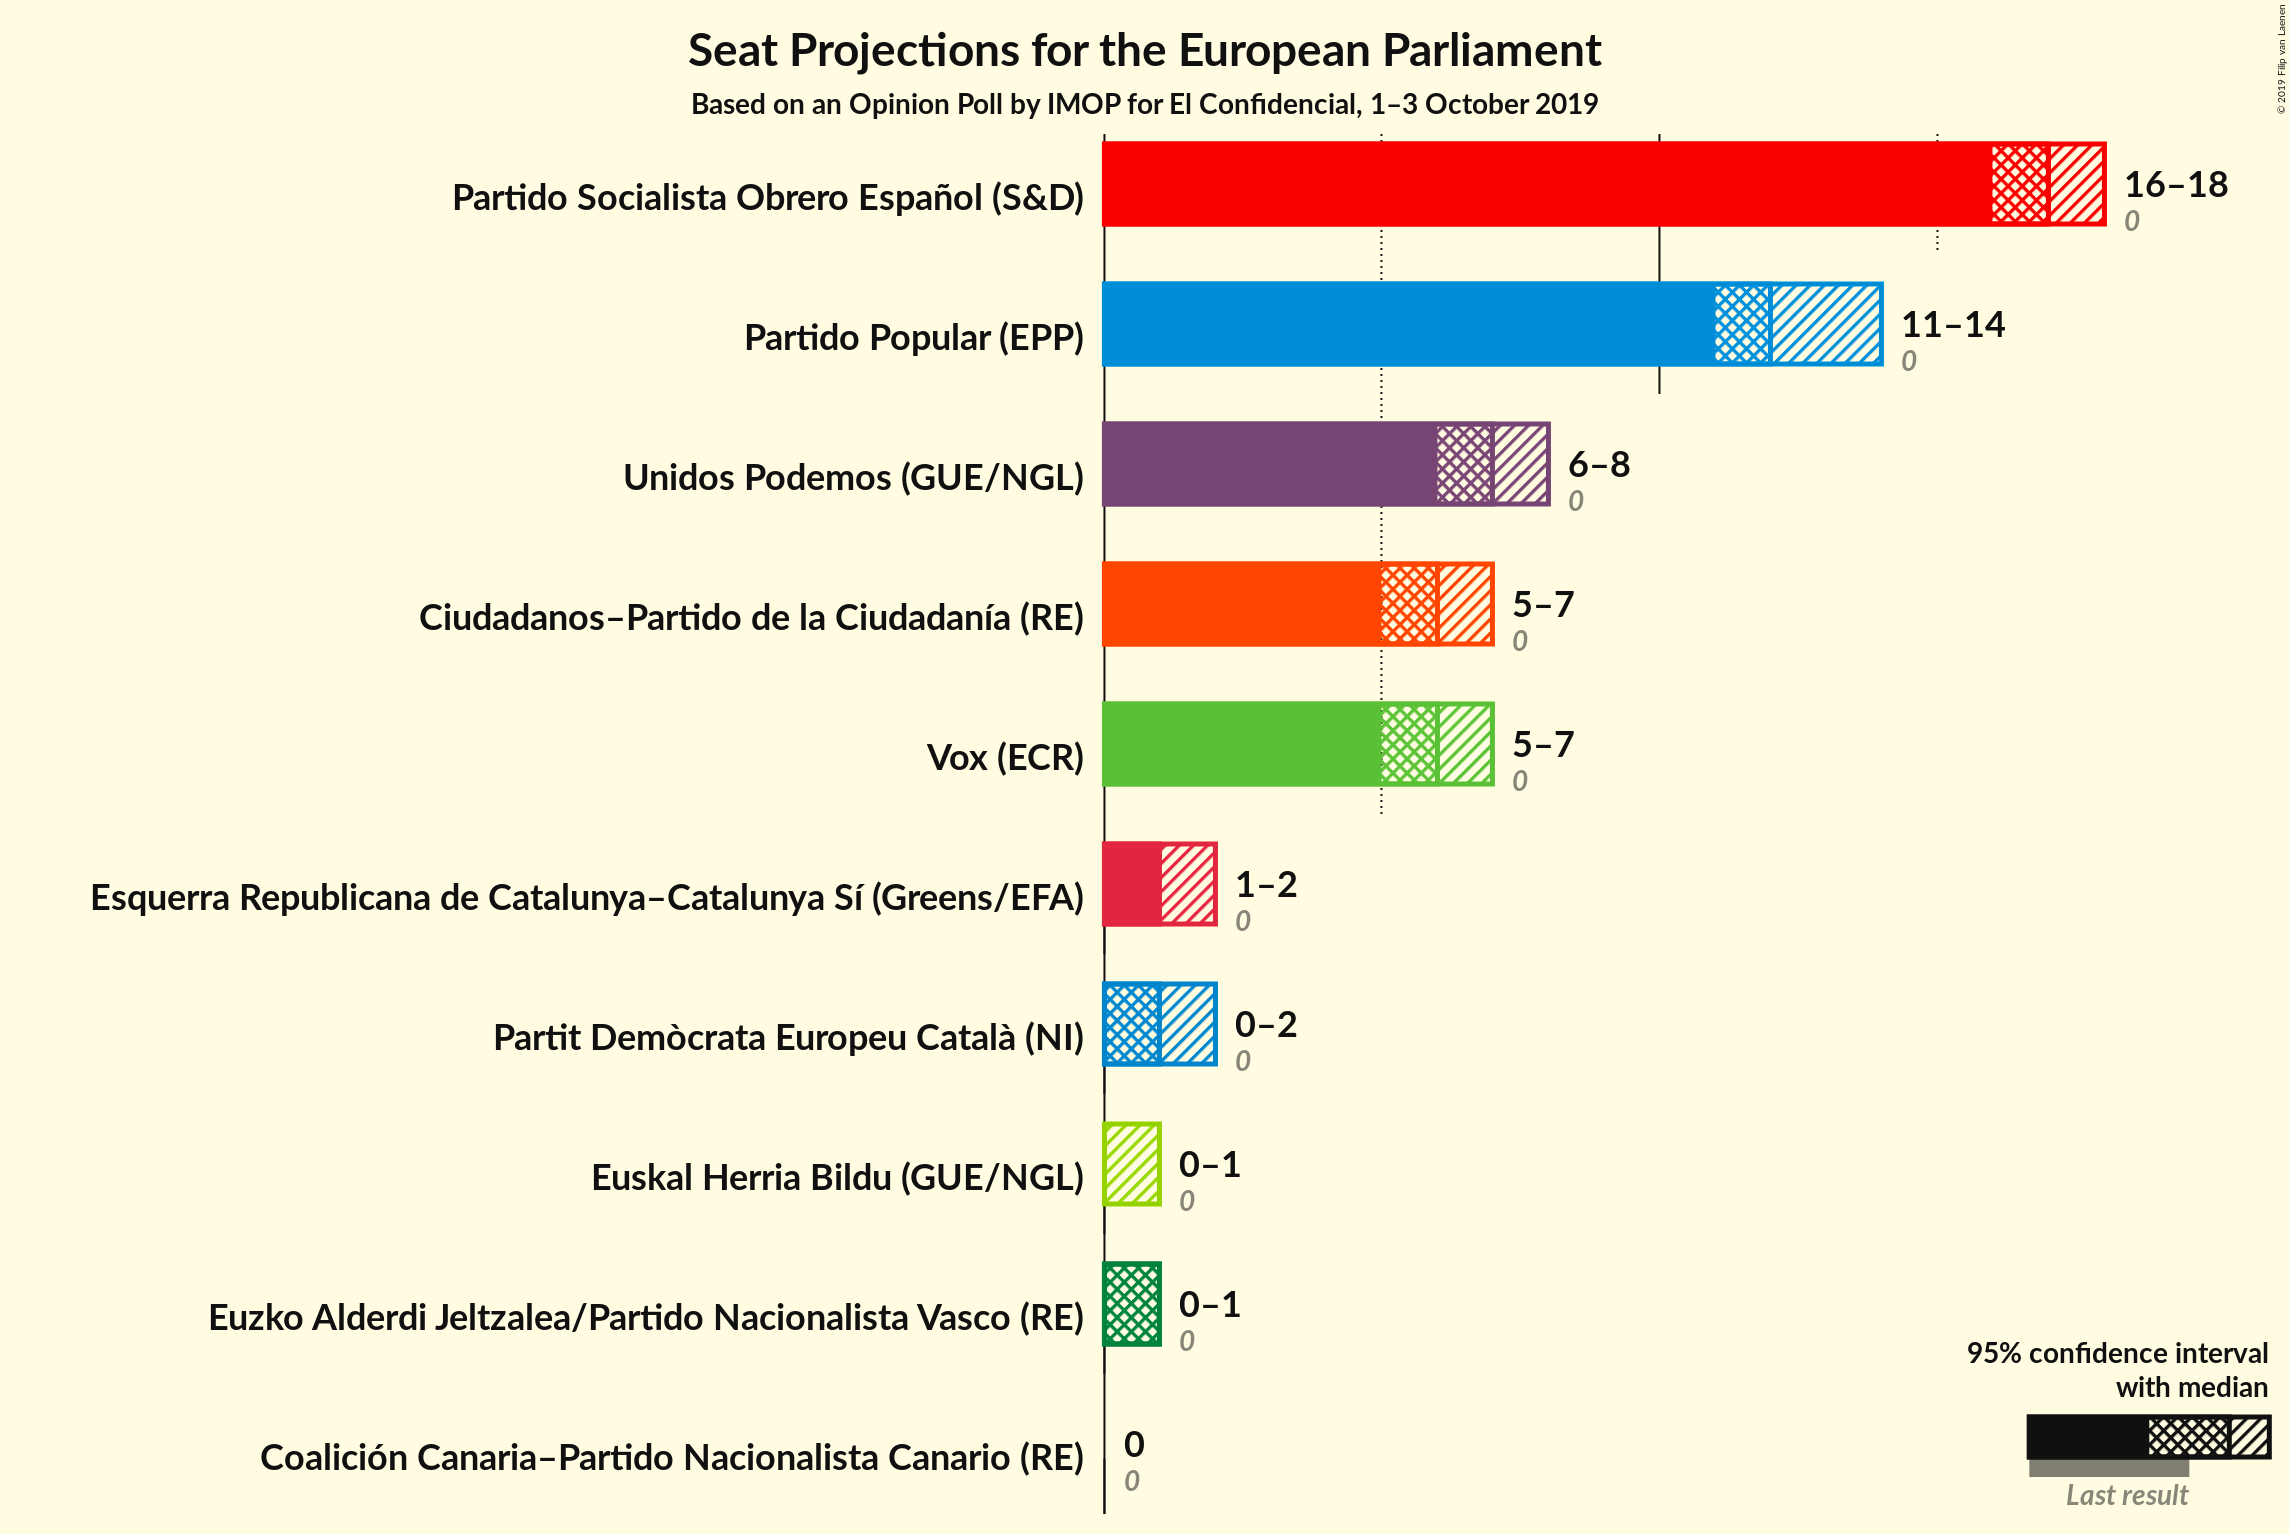 Seat Projections for the European Parliament
Based on an Opinion Poll by IMOP for El Confidencial, 1–3 October 2019
© 2019 Filip van Laenen
Partido Socialista Obrero Español (S&D)
16–18
0
Partido Popular (EPP)
11–14
0
Unidos Podemos (GUE/NGL)
6–8
0
Ciudadanos–Partido de la Ciudadanía (RE)
5–7
0
Vox (ECR)
5–7
0
Esquerra Republicana de Catalunya–Catalunya Sí (Greens/EFA)
1–2
0
Partit Demòcrata Europeu Català (NI)
0–2
0
Euskal Herria Bildu (GUE/NGL)
0–1
0
Euzko Alderdi Jeltzalea/Partido Nacionalista Vasco (RE)
0–1
0
Coalición Canaria–Partido Nacionalista Canario (RE)
0
0
95% confidence interval
with median
Last result